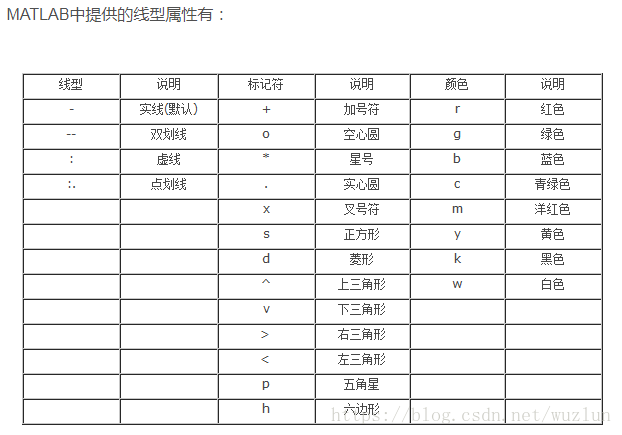 MATLAB中提供的线型属性有：
线型 说明 标记符 说明 颜色 说明
- 实线(默认) + 加号符 r 红色
-- 双划线 o 空心圆 g 绿色
: 虚线 * 星号 b 蓝色
:. 点划线 . 实心圆 c 青绿色
x 叉号符 m 洋红色
s 正方形 y 黄色
d 菱形 k 黑色
^ 上三角形 w 白色
v 下三角形
> 右三角形
< 左三角形
p 五角星
h 六边形
https://blog.csdn.net/wuzlun